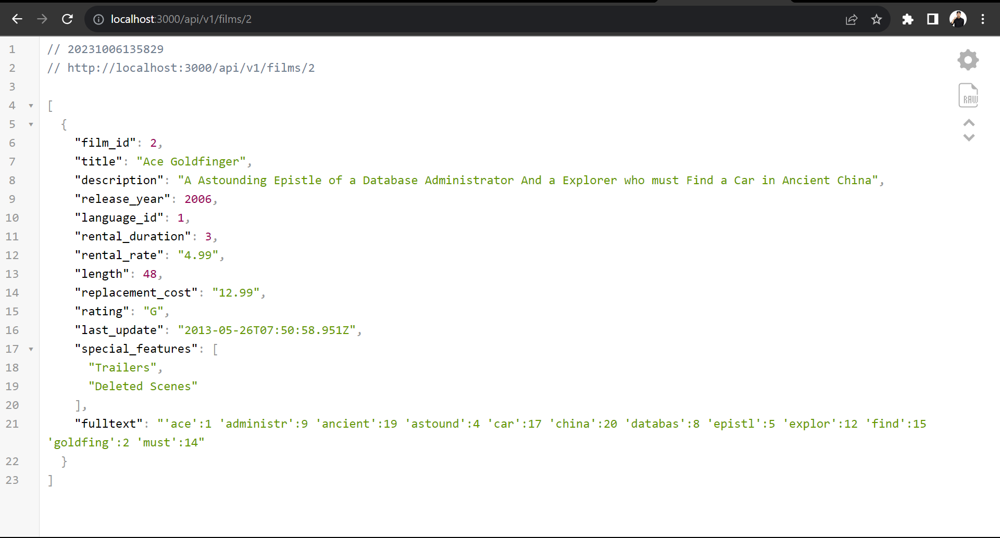 localhost:3000/api/v1/films/2
1 // 20231006135829
2 // http://localhost:3000/api/v1/films/2
3
4 [
5 {
6 "film_id": 2,
7 "title": "Ace Goldfinger",
8 "description": "A Astounding Epistle of a Database Administrator And a Explorer who must Find a Car in Ancient China",
9 "release_year": 2006,
10 "language_id": 1,
11 "rental_duration": 3,
12 "rental_rate": "4.99",
13 "length": 48,
14 "replacement_cost": "12.99",
15 "rating": "G",
16 "last_update": "2013-05-26T07:50:58.951Z",
17 "special_features": [
18 "Trailers",
19 "Deleted Scenes"
20 ],
21 "fulltext": "'ace':1 'administr':9 'ancient':19 'astound':4 'car':17 'china':20 'databas':8 'epistl':5 'explor':12 'find':15
'goldfing':2 'must':14"
22 }
23 ]
RAW